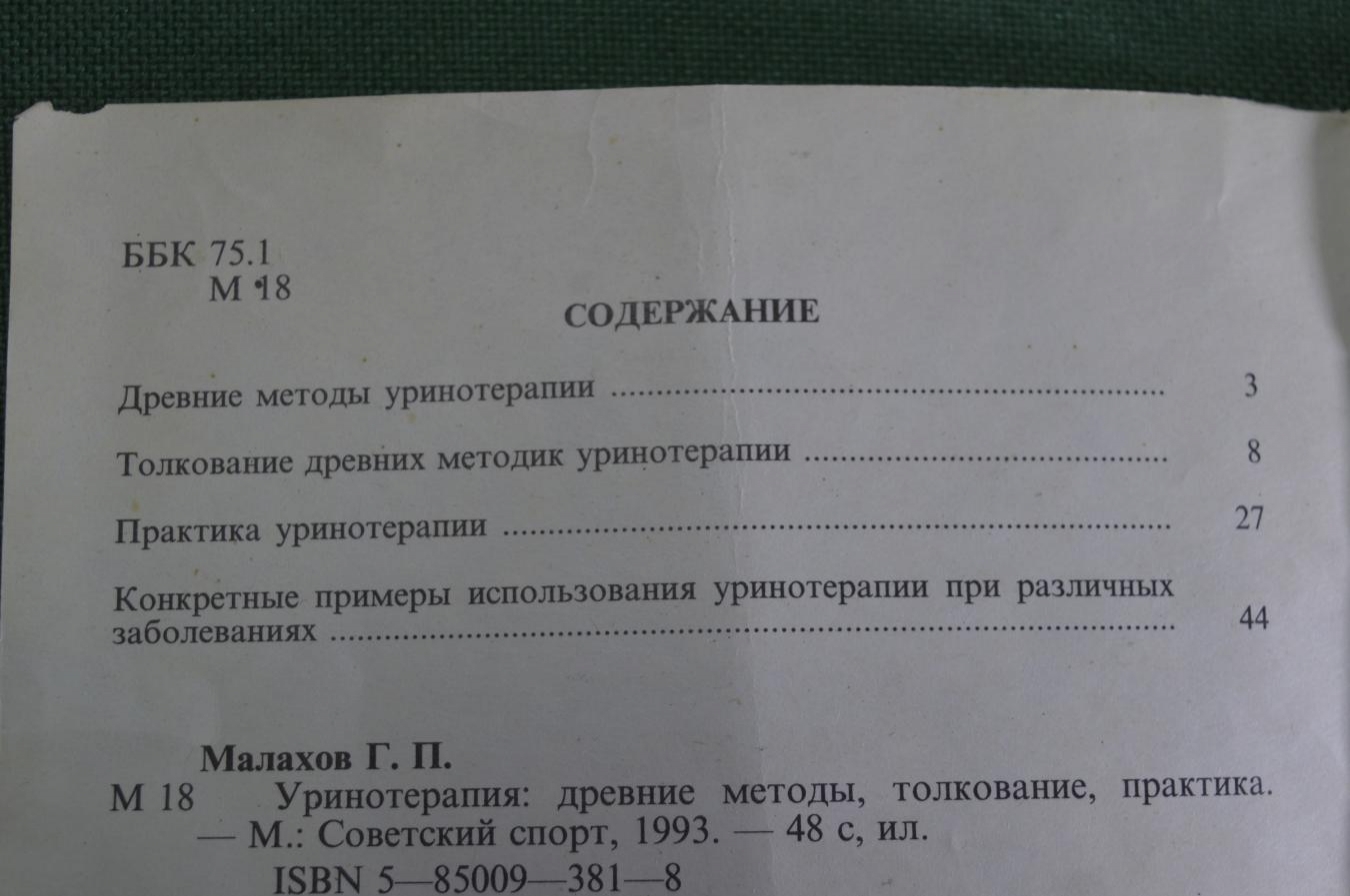 ББК 75.1
М 18
СОДЕРЖАНИЕ
Древние методы уринотерапии ........................................................................ 3
Толкование древних методик уринотерапии ................................................ 8
Практика уринотерапии .................................................................................... 27
Конкретные примеры использования уринотерапии при различных
заболеваниях ........................................................................................................ 44
Малахов Г. П.
М 18 Уринотерапия: древние методы, толкование, практика.
— М.: Советский спорт, 1993. — 48 с, ил.
ISBN 5—85009—381—8